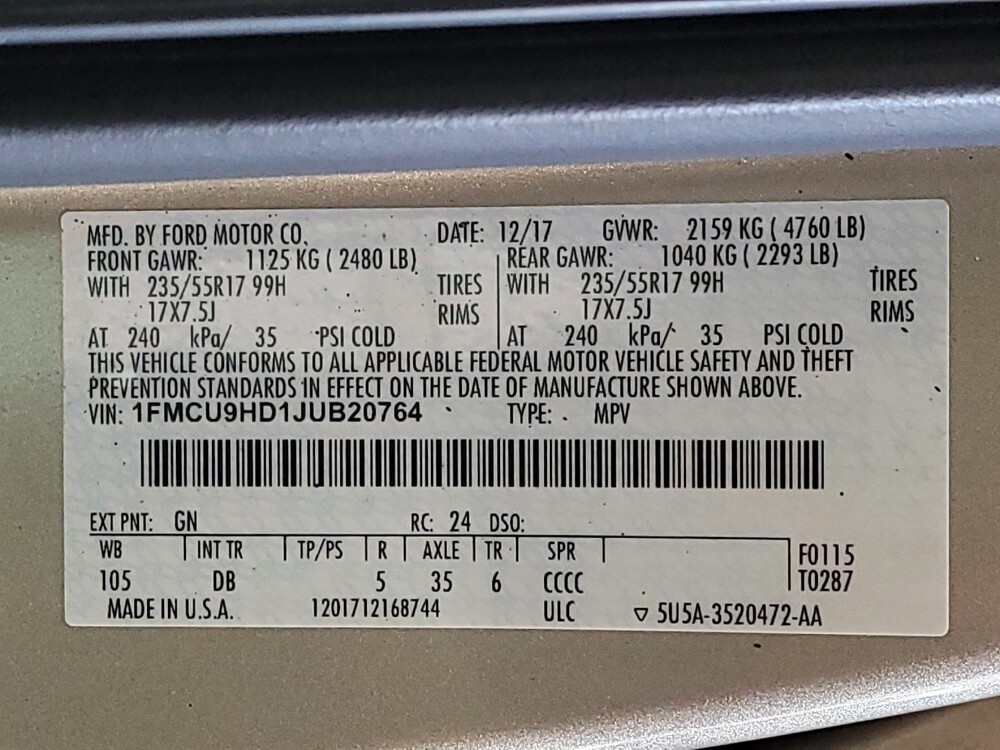 MFD. BY FORD MOTOR CO. DATE: 12/17 GVWR: 2159 KG ( 4760 LB)
FRONT GAWR: 1125 KG ( 2480 LB) REAR GAWR: 1040 KG ( 2293 LB)
WITH 235/55R17 99H TIRES WITH 235/55R17 99H TIRES
17X7.5J RIMS 17X7.5J RIMS
AT 240 kPa/ 35 PSI COLD AT 240 kPa/ 35 PSI COLD
THIS VEHICLE CONFORMS TO ALL APPLICABLE FEDERAL MOTOR VEHICLE SAFETY AND THEFT
PREVENTION STANDARDS IN EFFECT ON THE DATE OF MANUFACTURE SHOWN ABOVE.
VIN: 1FMCU9HD1JUB20764 TYPE: MPV
EXT PNT: GN RC: 24 DSO:
WB INT TR TP/PS R AXLE TR SPR F0115
105 DB 5 35 6 CCCC T0287
MADE IN U.S.A. 1201712168744 ULC ▽ 5U5A-3520472-AA